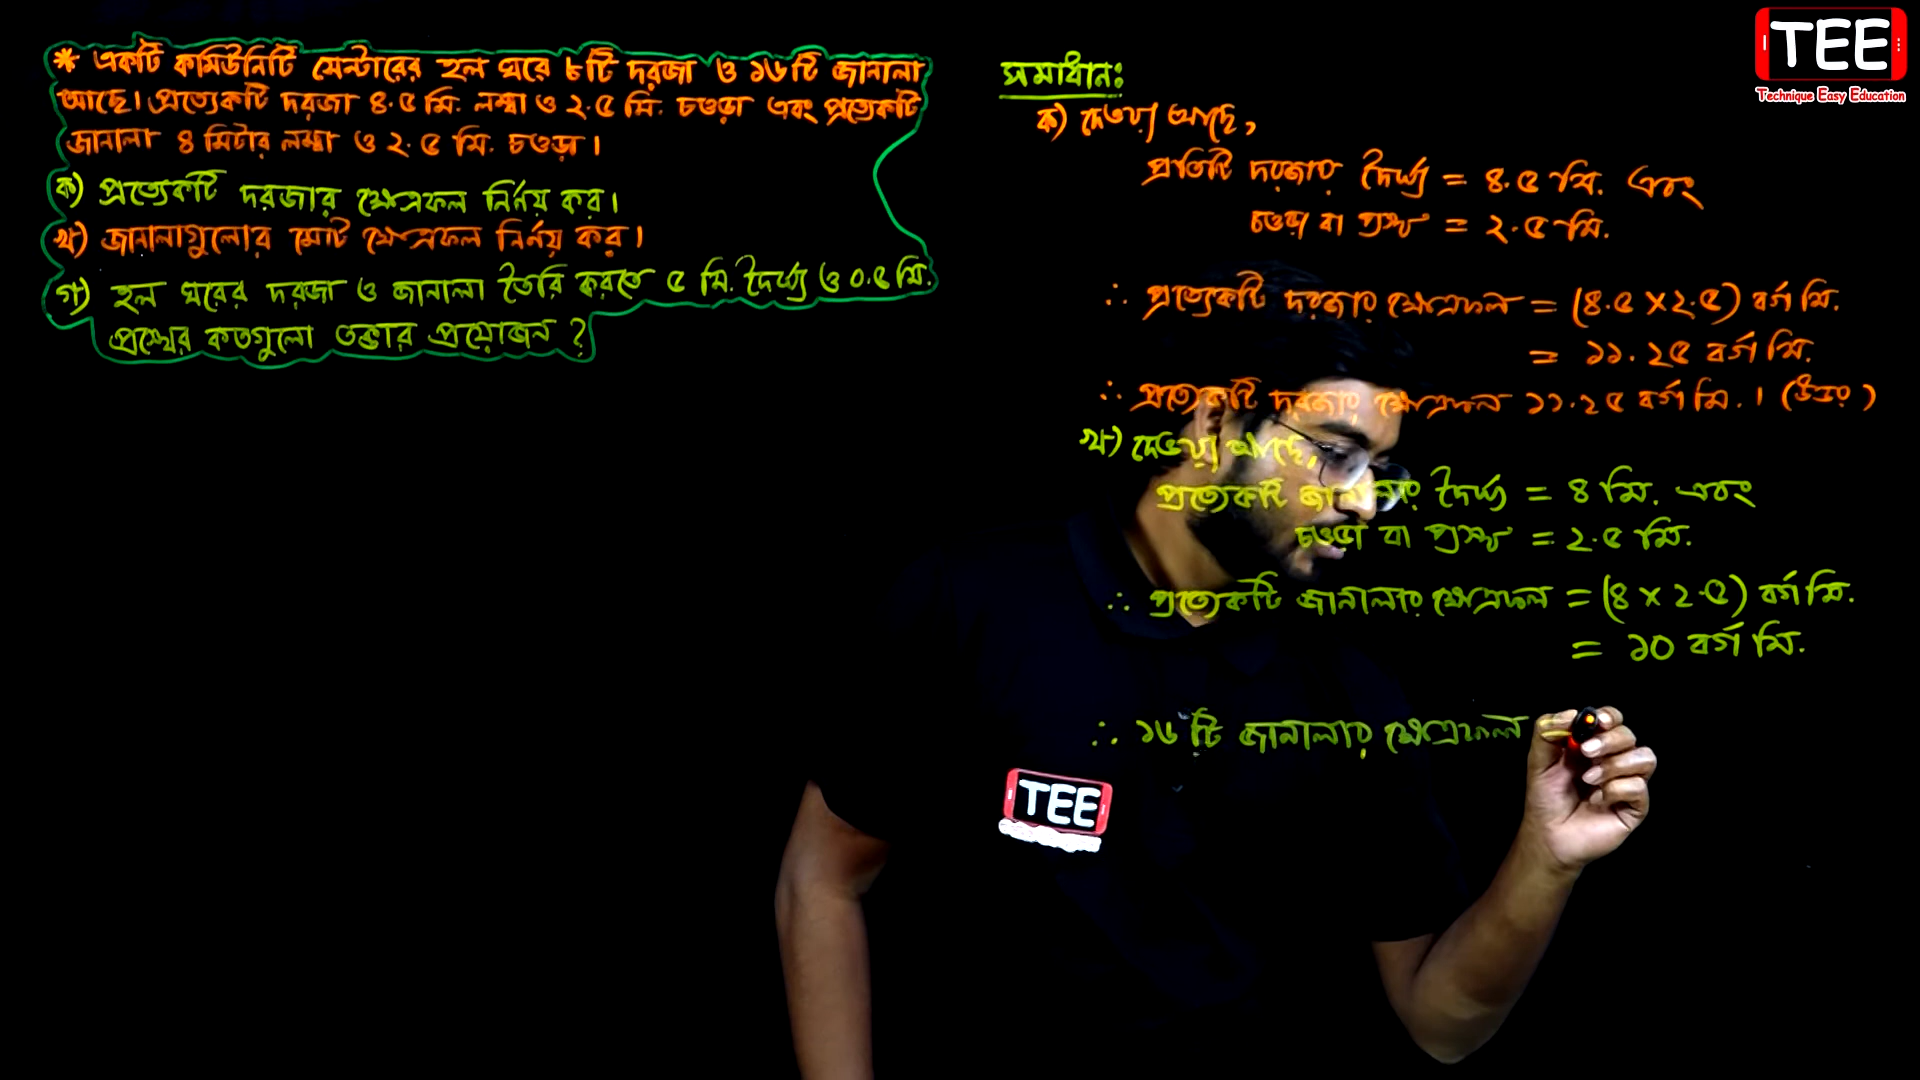 * একটি কমিউনিটি সেন্টারের হল ঘরে ৮টি দরজা ও ১৬টি জানালা
আছে। প্রত্যেকটি দরজা ৪.৫ মি. লম্বা ও ২.৫ মি. চওড়া এবং প্রত্যেকটি
জানালা ৪ মিটার লম্বা ও ২.৫ মি. চওড়া।
ক) প্রত্যেকটি দরজার ক্ষেত্রফল নির্ণয় কর।
খ) জানালাগুলোর মোট ক্ষেত্রফল নির্ণয় কর।
গ) হল ঘরের দরজা ও জানালা তৈরি করতে ৫ মি. দৈর্ঘ্য ও ০.৫ মি.
প্রস্থের কতগুলো তক্তার প্রয়োজন ?
সমাধান:
ক) দেওয়া আছে,
প্রতিটি দরজার দৈর্ঘ্য = ৪.৫ মি. এবং
চওড়া বা প্রস্থ = ২.৫ মি.
∴ প্রত্যেকটি দরজার ক্ষেত্রফল = (৪.৫ × ২.৫) বর্গ মি.
= ১১.২৫ বর্গ মি.
∴ প্রত্যেকটি দরজার ক্ষেত্রফল ১১.২৫ বর্গ মি. । (উত্তর)
খ) দেওয়া আছে,
প্রত্যেকটি জানালার দৈর্ঘ্য = ৪ মি. এবং
চওড়া বা প্রস্থ = ২.৫ মি.
∴ প্রত্যেকটি জানালার ক্ষেত্রফল = (৪ × ২.৫) বর্গ মি.
= ১০ বর্গ মি.
∴ ১৬ টি জানালার ক্ষেত্রফল =
TEE
Technique Easy Education
TEE